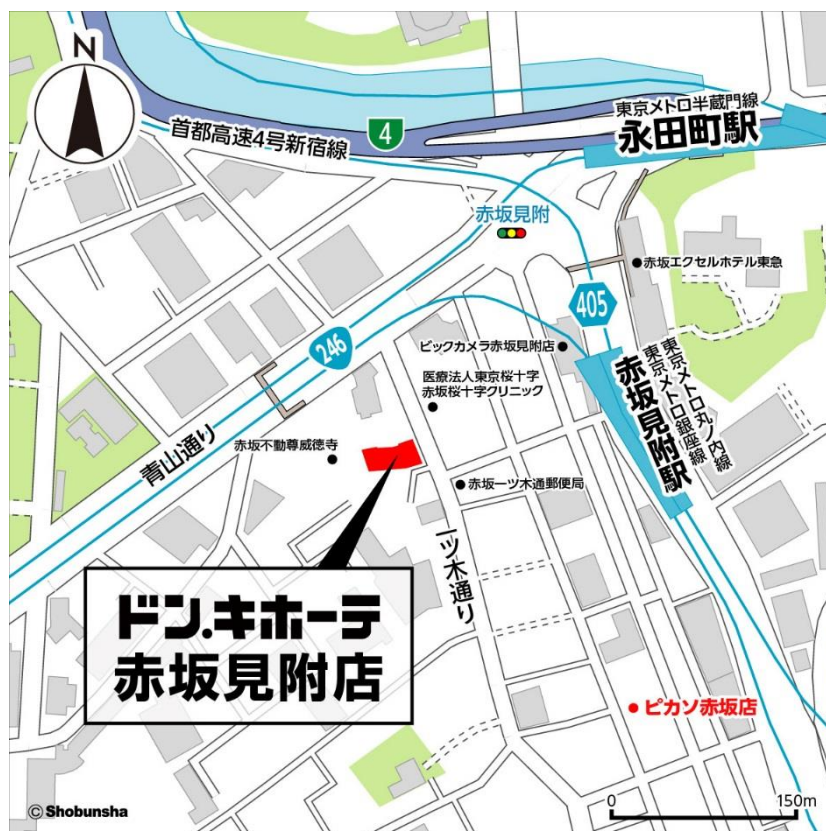 N
首都高速4号新宿線
4
東京メトロ半蔵門線
永田町駅
赤坂見附
赤坂エクセルホテル東急
405
246
ビックカメラ赤坂見附店
医療法人東京桜十字
赤坂桜十字クリニック
東京メトロ丸ノ内線
東京メトロ銀座線
赤坂見附駅
青山通り
赤坂不動尊威徳寺
赤坂一ツ木通郵便局
一ツ木通り
ドン.キホーテ
赤坂見附店
ピカソ赤坂店
© Shobunsha
0 150m